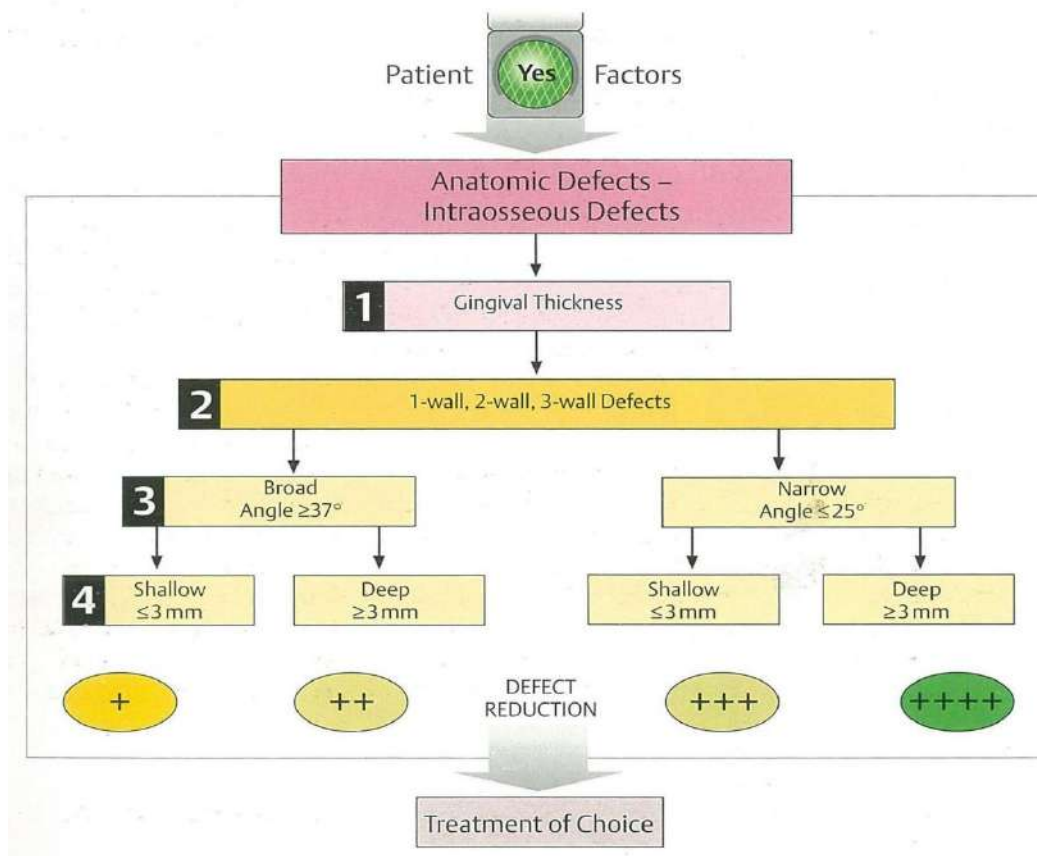 Patient Yes Factors
Anatomic Defects –
Intraosseous Defects
1 Gingival Thickness
2 1-wall, 2-wall, 3-wall Defects
3 Broad
Angle ≥37°
Narrow
Angle ≤25°
4 Shallow
≤3 mm
Deep
≥3 mm
Shallow
≤3 mm
Deep
≥3 mm
+
++
DEFECT
REDUCTION
+++
++++
Treatment of Choice